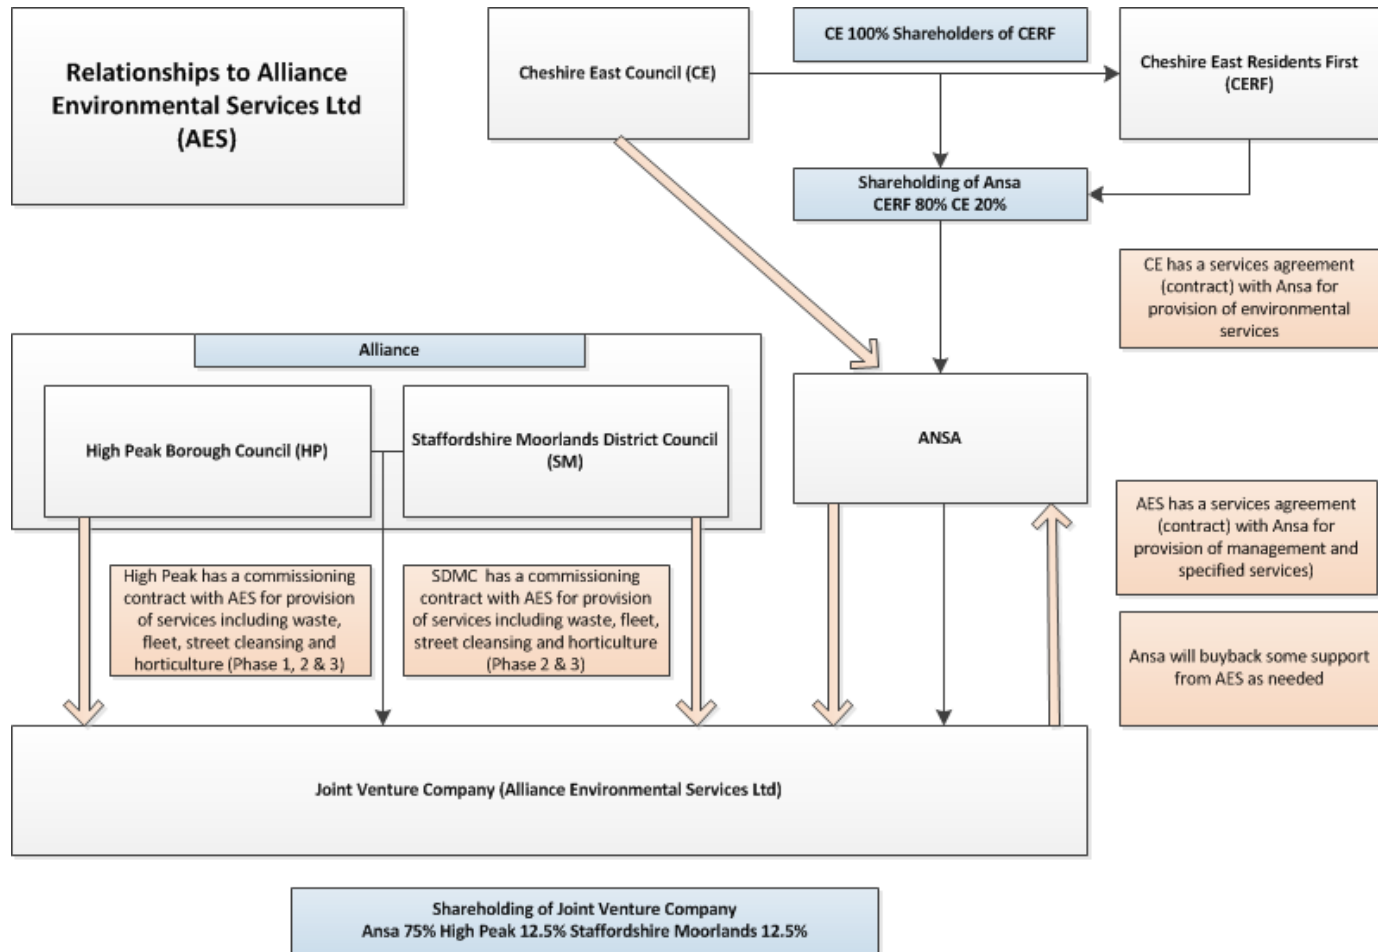 Relationships to Alliance
Environmental Services Ltd
(AES)
Cheshire East Council (CE)
CE 100% Shareholders of CERF
Cheshire East Residents First
(CERF)
Shareholding of Ansa
CERF 80% CE 20%
CE has a services agreement
(contract) with Ansa for
provision of environmental
services
Alliance
High Peak Borough Council (HP)
Staffordshire Moorlands District Council
(SM)
ANSA
AES has a services agreement
(contract) with Ansa for
provision of management and
specified services)
High Peak has a commissioning
contract with AES for provision
of services including waste,
fleet, street cleansing and
horticulture (Phase 1, 2 & 3)
SDMC has a commissioning
contract with AES for provision
of services including waste, fleet,
street cleansing and horticulture
(Phase 2 & 3)
Ansa will buyback some support
from AES as needed
Joint Venture Company (Alliance Environmental Services Ltd)
Shareholding of Joint Venture Company
Ansa 75% High Peak 12.5% Staffordshire Moorlands 12.5%